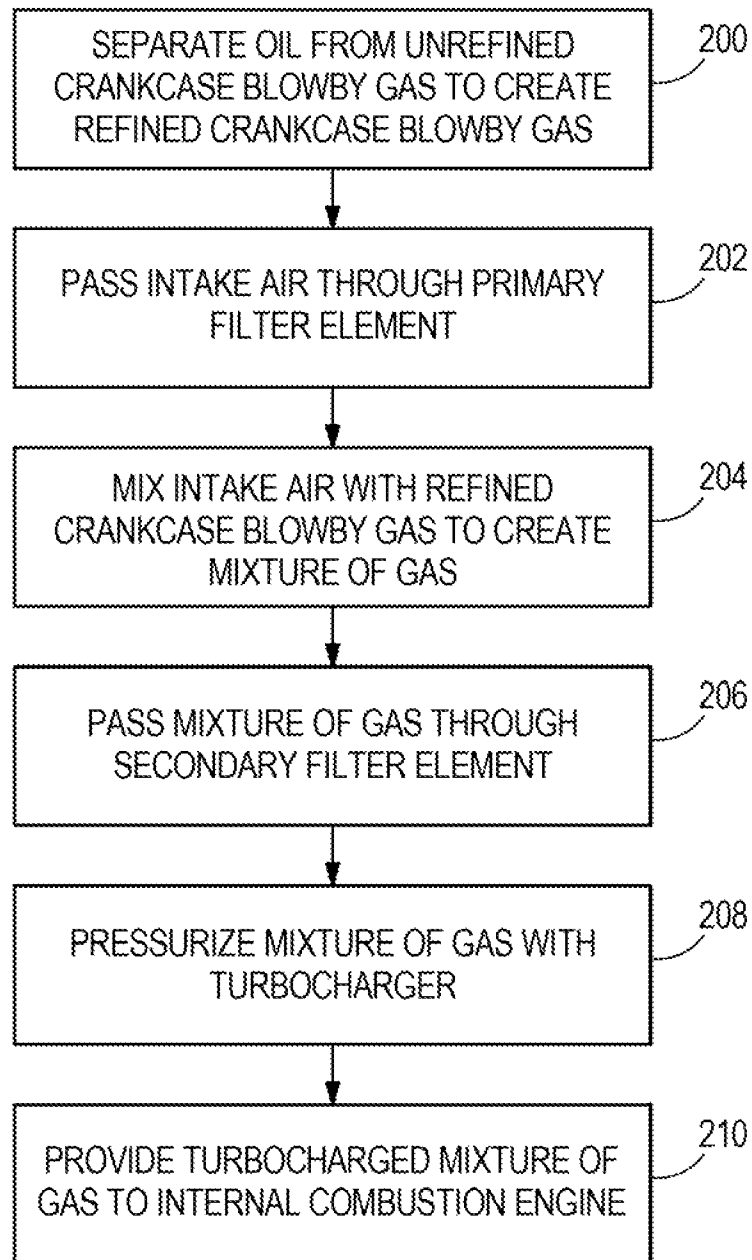 SEPARATE OIL FROM UNREFINED
CRANKCASE BLOWBY GAS TO CREATE
REFINED CRANKCASE BLOWBY GAS
200
PASS INTAKE AIR THROUGH PRIMARY
FILTER ELEMENT
202
MIX INTAKE AIR WITH REFINED
CRANKCASE BLOWBY GAS TO CREATE
MIXTURE OF GAS
204
PASS MIXTURE OF GAS THROUGH
SECONDARY FILTER ELEMENT
206
PRESSURIZE MIXTURE OF GAS WITH
TURBOCHARGER
208
PROVIDE TURBOCHARGED MIXTURE OF
GAS TO INTERNAL COMBUSTION ENGINE
210